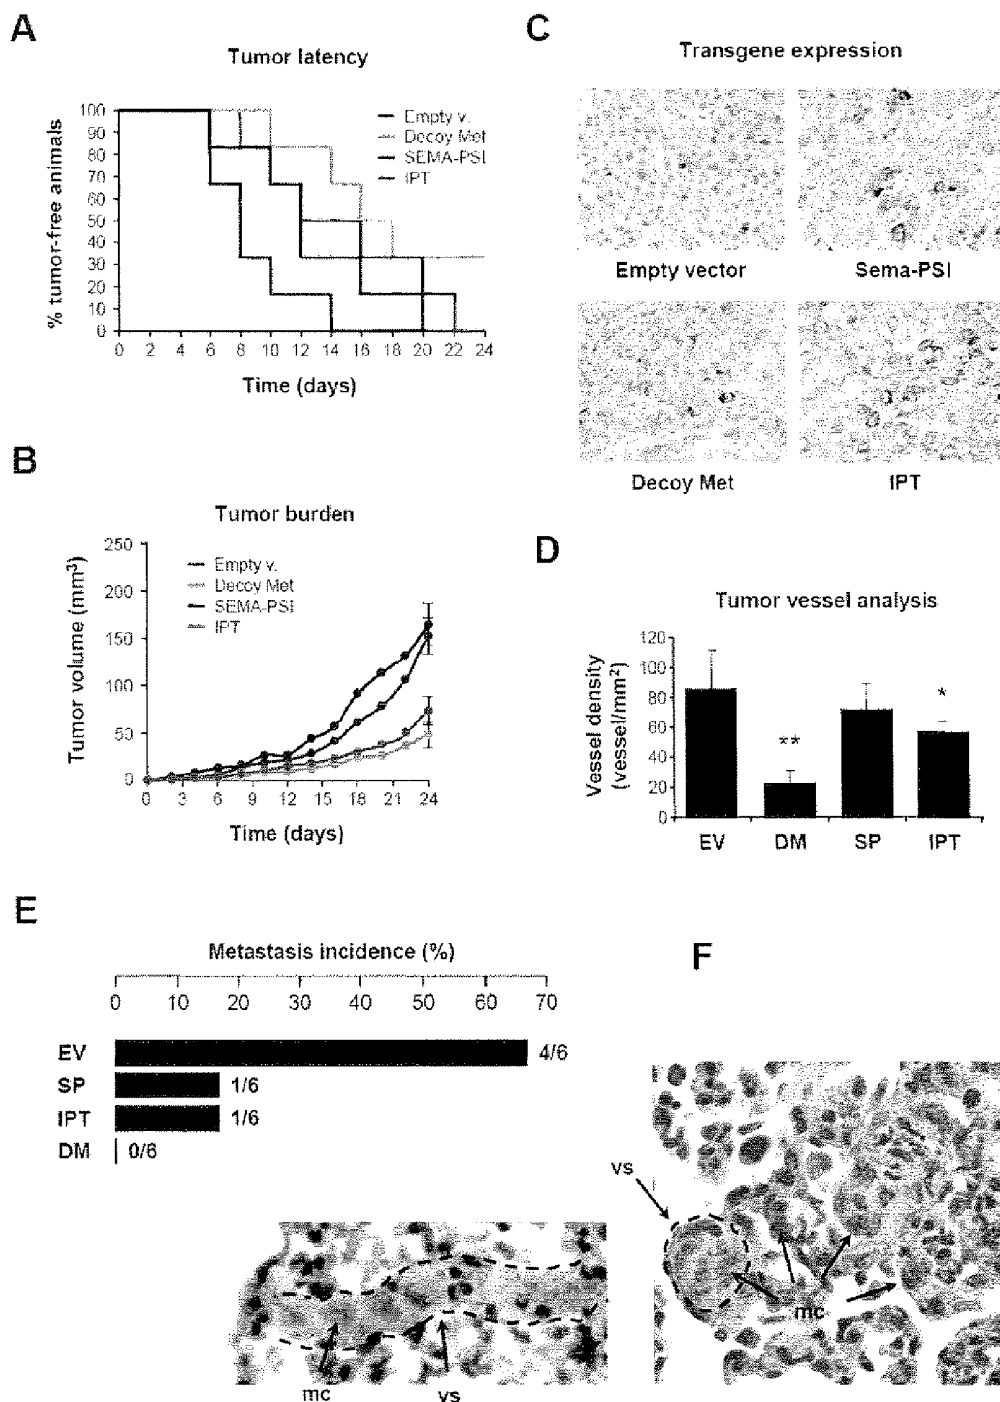 A
Tumor latency
% tumor-free animals
100
90
80
70
60
50
40
30
20
10
0
Empty v.
Decoy Met
SEMA-PSI
IPT
0 2 4 6 8 10 12 14 16 18 20 22 24
Time (days)
B
Tumor burden
Tumor volume (mm3)
250
200
150
100
50
0
Empty v.
Decoy Met
SEMA-PSI
IPT
0 3 6 9 12 15 18 21 24
Time (days)
C
Transgene expression
Empty vector
Sema-PSI
Decoy Met
IPT
D
Tumor vessel analysis
Vessel density
(vessel/mm2)
120
100
80
60
40
20
0
**
*
EV DM SP IPT
E
Metastasis incidence (%)
0 10 20 30 40 50 60 70
EV 4/6
SP 1/6
IPT 1/6
DM 0/6
mc vs
F
vs
mc